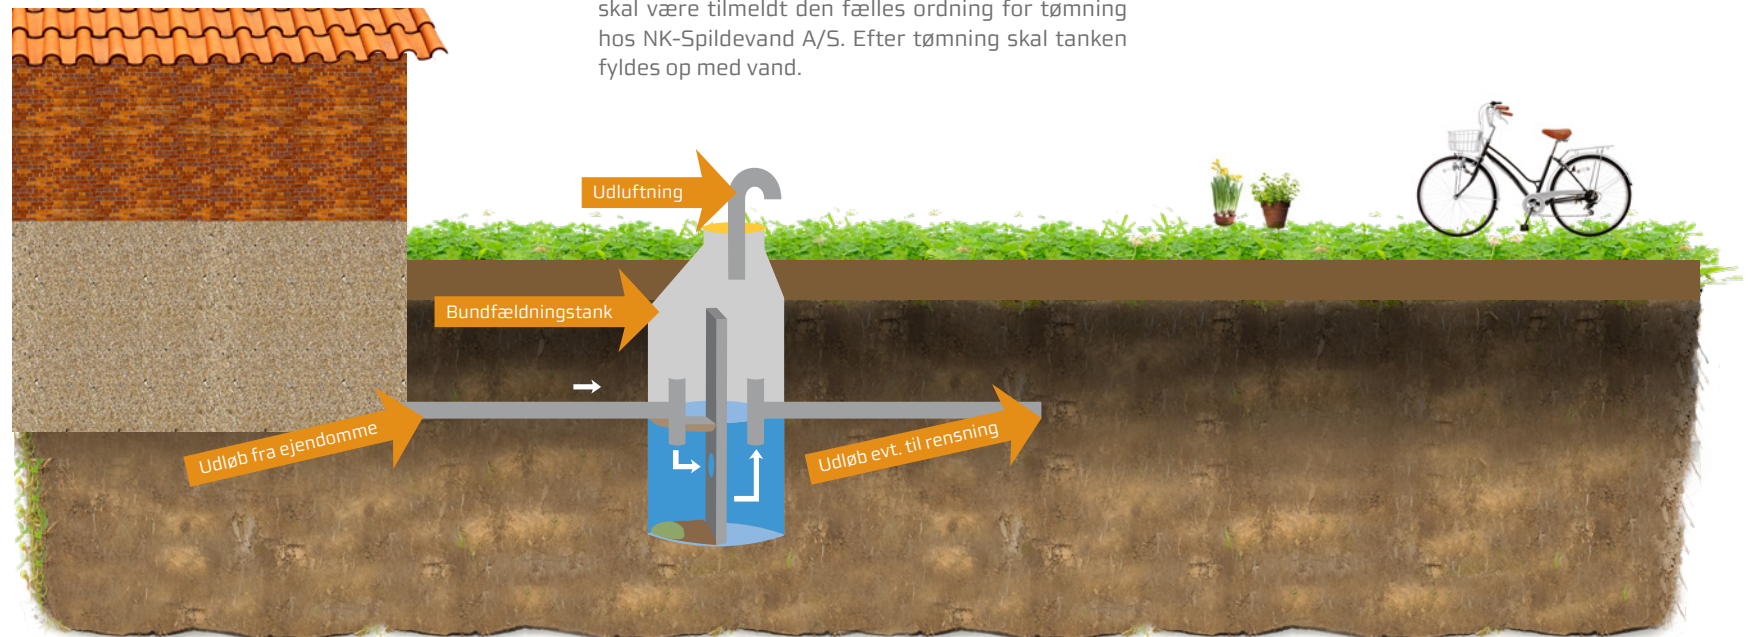 skal være tilmeldt den fælles ordning for tømning
hos NK-Spildevand A/S. Efter tømning skal tanken
fyldes op med vand.
Udluftning
Bundfældningstank
Udløb fra ejendomme
Udløb evt. til rensning